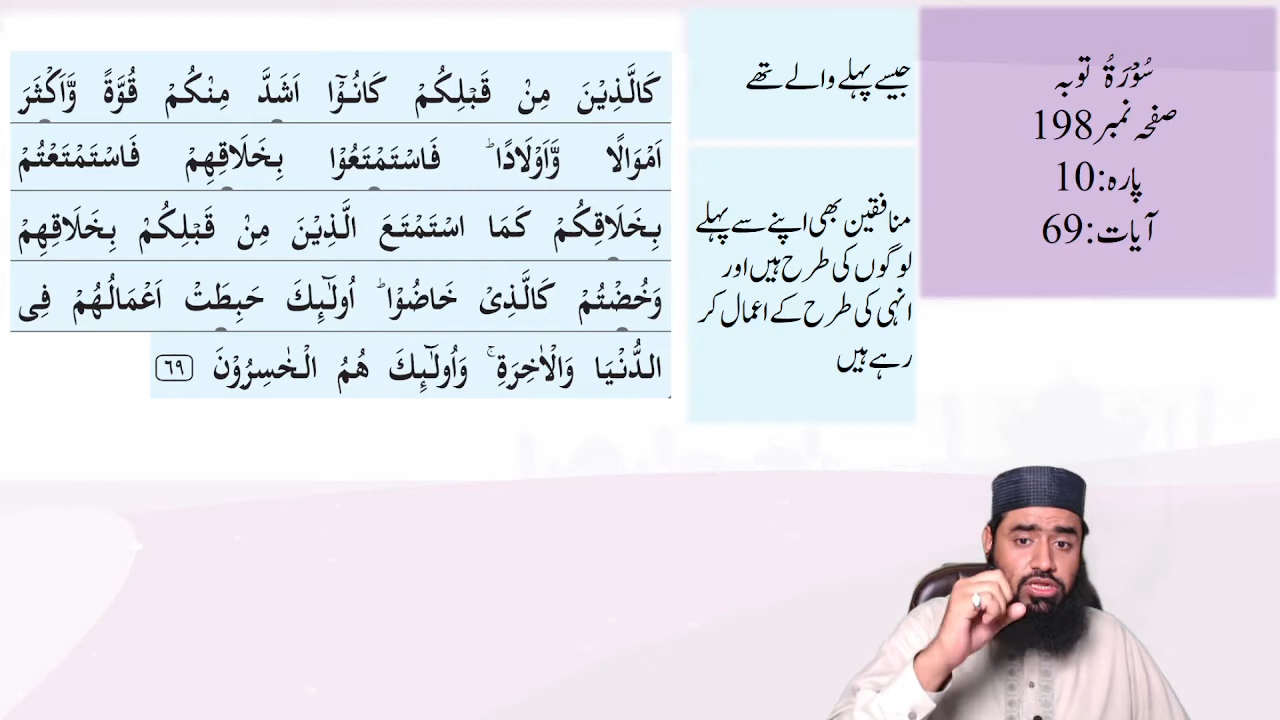 سُوْرَۃُ توبہ
صفحہ نمبر 198
پارہ:10
آیات:69
جیسے پہلے والے تھے
منافقین بھی اپنے سے پہلے
لوگوں کی طرح ہیں اور
انہی کی طرح کے اعمال کر
رہے ہیں
كَالَّذِيْنَ مِنْ قَبْلِكُمْ كَانُوْۤا اَشَدَّ مِنْكُمْ قُوَّةً وَّاَكْثَرَ
اَمْوَالًا وَّاَوْلَادًا ؕ فَاسْتَمْتَعُوْا بِخَلَاقِهِمْ فَاسْتَمْتَعْتُمْ
بِخَلَاقِكُمْ كَمَا اسْتَمْتَعَ الَّذِيْنَ مِنْ قَبْلِكُمْ بِخَلَاقِهِمْ
وَخُضْتُمْ كَالَّذِىْ خَاضُوْا ؕ اُولٰٓئِكَ حَبِطَتْ اَعْمَالُهُمْ فِى
الدُّنْيَا وَالْاٰخِرَةِ ۚ وَاُولٰٓئِكَ هُمُ الْخٰسِرُوْنَ ٦٩